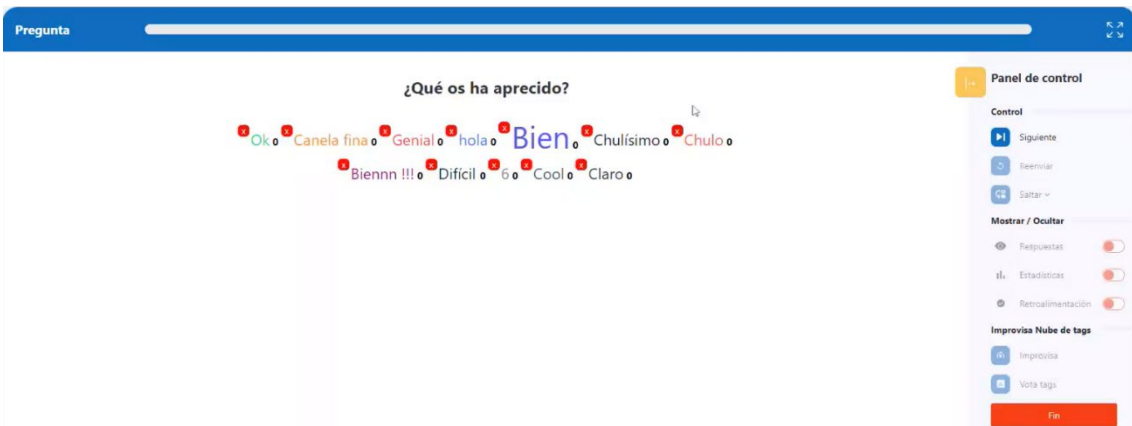 Pregunta
¿Qué os ha aprecido?
x Ok 0 x Canela fina 0 x Genial 0 x hola 0 x Bien 0 x Chulísimo 0 x Chulo 0
x Biennn !!! 0 x Difícil 0 x 6 0 x Cool 0 x Claro 0
Panel de control
Control
Siguiente
Reenviar
Saltar
Mostrar / Ocultar
Respuestas
Estadísticas
Retroalimentación
Improvisa Nube de tags
Improvisa
Vota tags
Fin